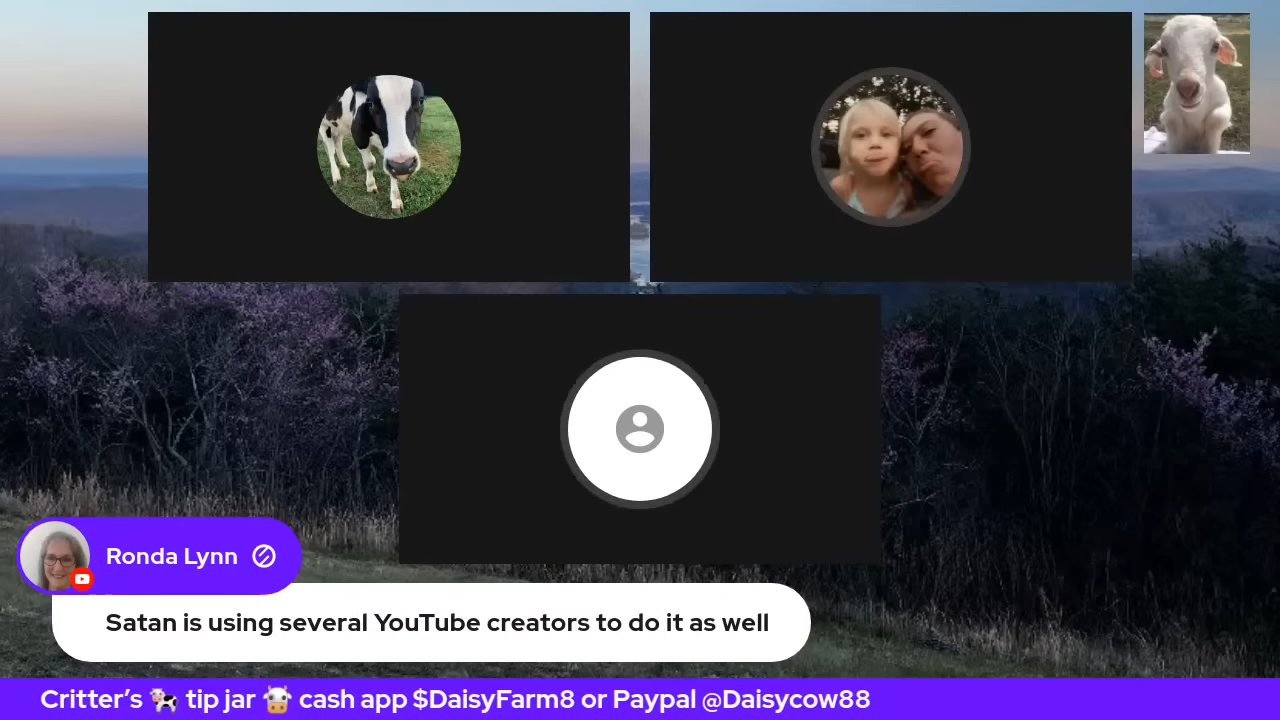 Ronda Lynn
Satan is using several YouTube creators to do it as well
Critter’s 🐄 tip jar 🐮 cash app $DaisyFarm8 or Paypal @Daisycow88